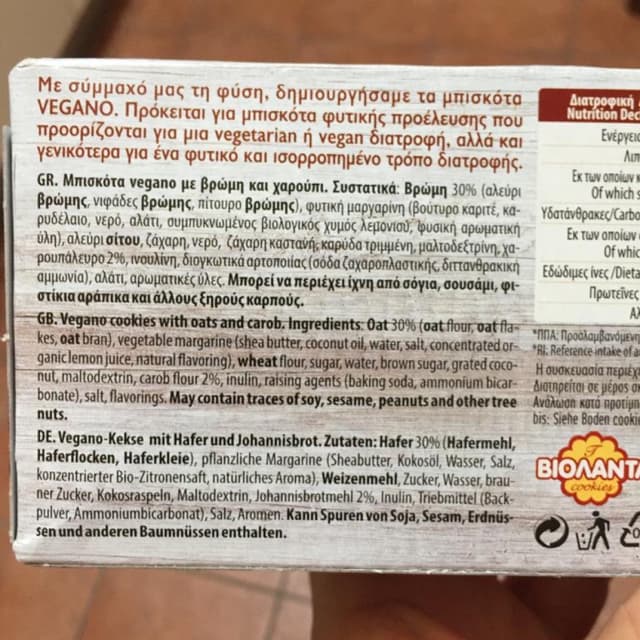 Με σύμμαχό μας τη φύση, δημιουργήσαμε τα μπισκότα
VEGANO. Πρόκειται για μπισκότα φυτικής προέλευσης που
προορίζονται για μια vegetarian ή vegan διατροφή, αλλά και
γενικότερα για ένα φυτικό και ισορροπημένο τρόπο διατροφής.
GR. Μπισκότα vegano με βρώμη και χαρούπι. Συστατικά: Βρώμη 30% (αλεύρι
βρώμης, νιφάδες βρώμης, πίτουρο βρώμης), φυτική μαργαρίνη (βούτυρο καριτέ, κα-
ρυδέλαιο, νερό, αλάτι, συμπυκνωμένος βιολογικός χυμός λεμονιού, φυσική αρωματική
ύλη), αλεύρι σίτου, ζάχαρη, νερό, ζάχαρη καστανή, καρύδα τριμμένη, μαλτοδεξτρίνη, χα-
ρουπάλευρο 2%, ινουλίνη, διογκωτικά αρτοποιίας (σόδα ζαχαροπλαστικής, διττανθρακική
αμμωνία), αλάτι, αρωματικές ύλες. Μπορεί να περιέχει ίχνη από σόγια, σουσάμι, φι-
στίκια αράπικα και άλλους ξηρούς καρπούς.
GB. Vegano cookies with oats and carob. Ingredients: Oat 30% (oat flour, oat fla-
kes, oat bran), vegetable margarine (shea butter, coconut oil, water, salt, concentrated or-
ganic lemon juice, natural flavoring), wheat flour, sugar, water, brown sugar, grated coco-
nut, maltodextrin, carob flour 2%, inulin, raising agents (baking soda, ammonium bicar-
bonate), salt, flavorings. May contain traces of soy, sesame, peanuts and other tree
nuts.
DE. Vegano-Kekse mit Hafer und Johannisbrot. Zutaten: Hafer 30% (Hafermehl,
Haferflocken, Haferkleie), pflanzliche Margarine (Sheabutter, Kokosöl, Wasser, Salz,
konzentrierter Bio-Zitronensaft, natürliches Aroma), Weizenmehl, Zucker, Wasser, brau-
ner Zucker, Kokosraspeln, Maltodextrin, Johannisbrotmehl 2%, Inulin, Triebmittel (Back-
pulver, Ammoniumbicarbonat), Salz, Aromen. Kann Spuren von Soja, Sesam, Erdnüs-
sen und anderen Baumnüssen enthalten.
Διατροφική
Nutrition Dec
Ενέργει
Λιπ
Εκ των οποίων
Of which s
Υδατάνθρακες/Carbo
Εκ των οποίων
Of whic
Εδώδιμες ίνες /Dieta
Πρωτεΐνες
Αλ
*ΠΠΑ: Προσλαμβανόμενη
*RI: Reference intake of a
Η συσκευασία περιέχ
Διατηρείται σε μέρος
Ανάλωση κατά προτίμ
bis: Siehe Boden cooki
ΒΙΟΛΑΝΤΑ
cookies